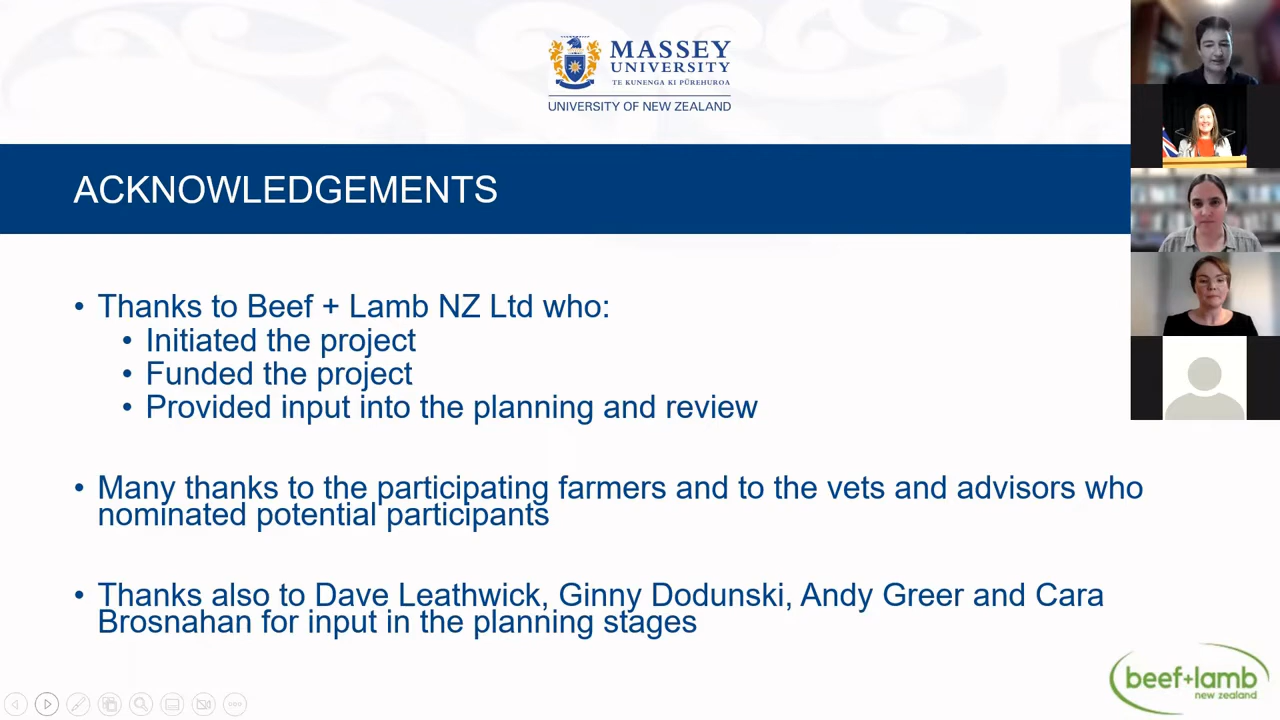 MASSEY
UNIVERSITY
TE KUNENGA KI PŪREHUROA
UNIVERSITY OF NEW ZEALAND
ACKNOWLEDGEMENTS
• Thanks to Beef + Lamb NZ Ltd who:
• Initiated the project
• Funded the project
• Provided input into the planning and review
• Many thanks to the participating farmers and to the vets and advisors who
nominated potential participants
• Thanks also to Dave Leathwick, Ginny Dodunski, Andy Greer and Cara
Brosnahan for input in the planning stages
beef+lamb
new zealand